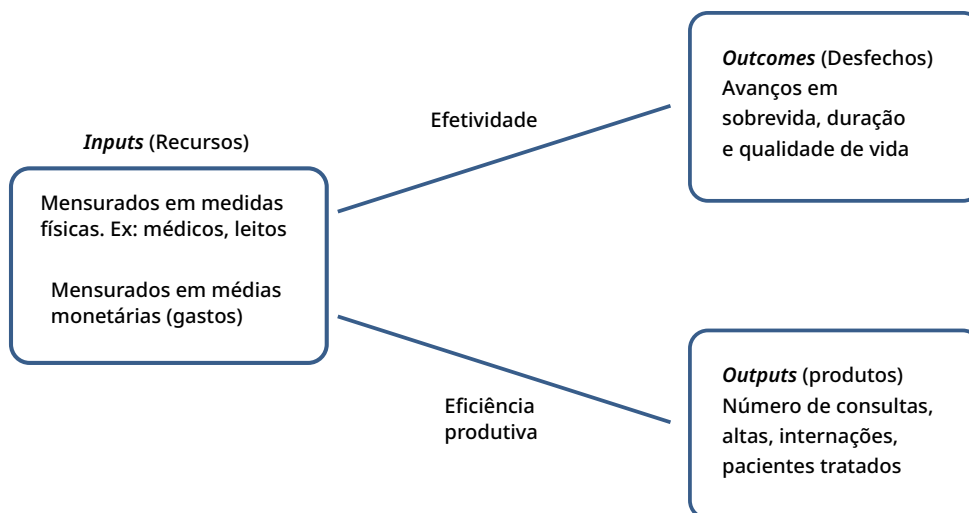 Inputs (Recursos)
Mensurados em medidas
físicas. Ex: médicos, leitos
Mensurados em médias
monetárias (gastos)
Efetividade
Eficiência
produtiva
Outcomes (Desfechos)
Avanços em
sobrevida, duração
e qualidade de vida
Outputs (produtos)
Número de consultas,
altas, internações,
pacientes tratados